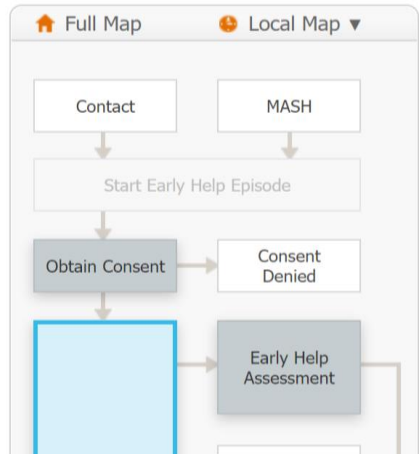 Full Map
Local Map ▼
Contact
MASH
Start Early Help Episode
Obtain Consent
Consent
Denied
Early Help
Assessment